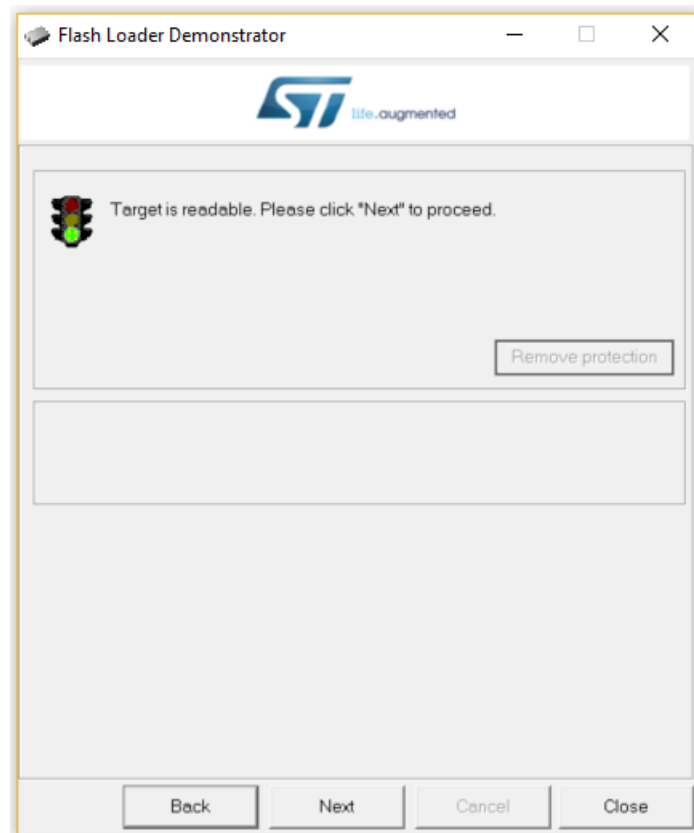 Flash Loader Demonstrator
ST life.augmented
Target is readable. Please click "Next" to proceed.
Remove protection
Back Next Cancel Close